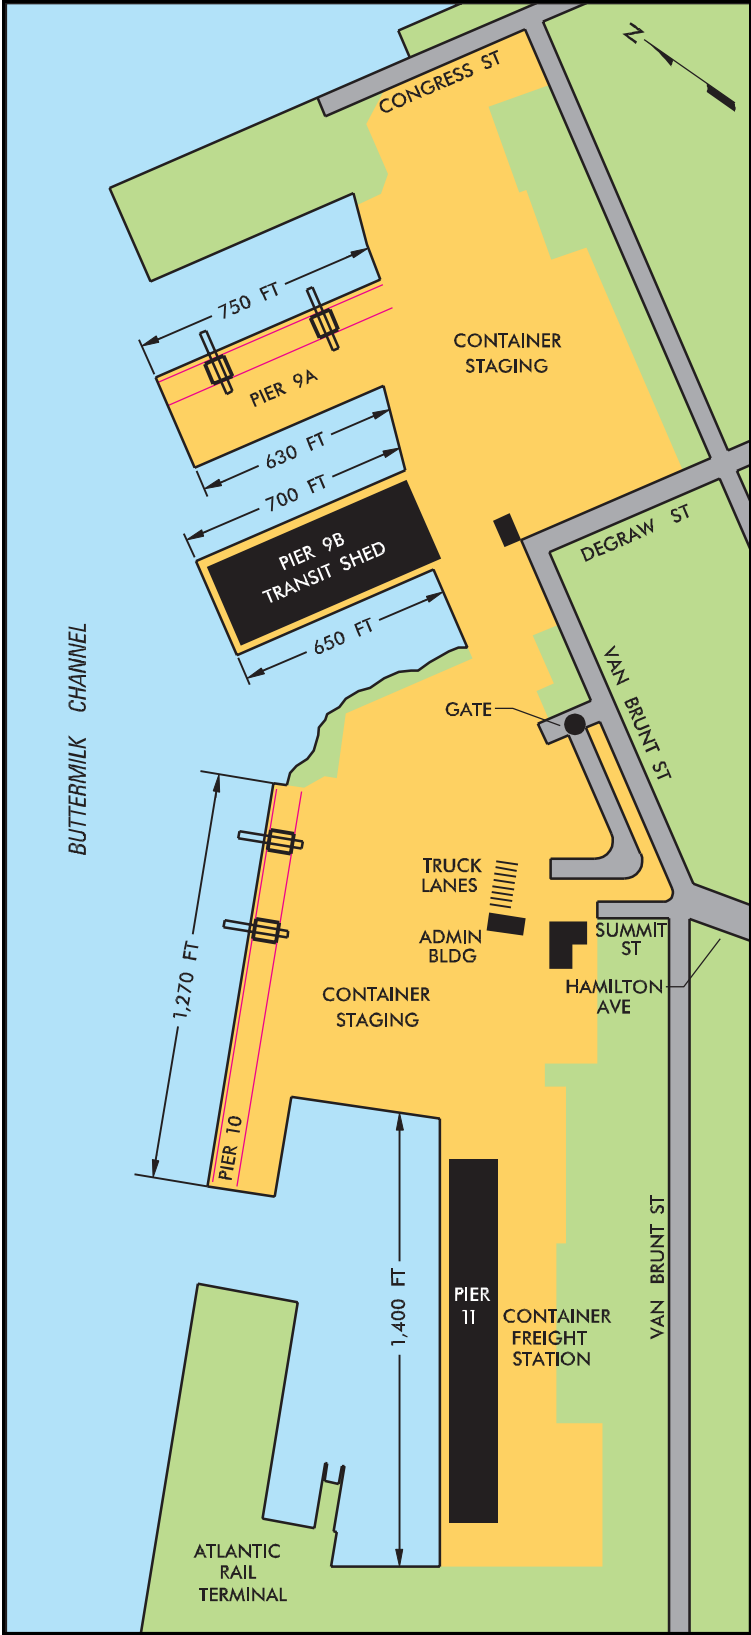 N
CONGRESS ST
750 FT
CONTAINER
STAGING
PIER 9A
630 FT
700 FT
PIER 9B
TRANSIT SHED
DEGRAW ST
650 FT
BUTTERMILK CHANNEL
VAN BRUNT ST
GATE
TRUCK
LANES
ADMIN
BLDG
SUMMIT
ST
HAMILTON
AVE
1,270 FT
CONTAINER
STAGING
PIER 10
1,400 FT
PIER
11
CONTAINER
FREIGHT
STATION
VAN BRUNT ST
ATLANTIC
RAIL
TERMINAL